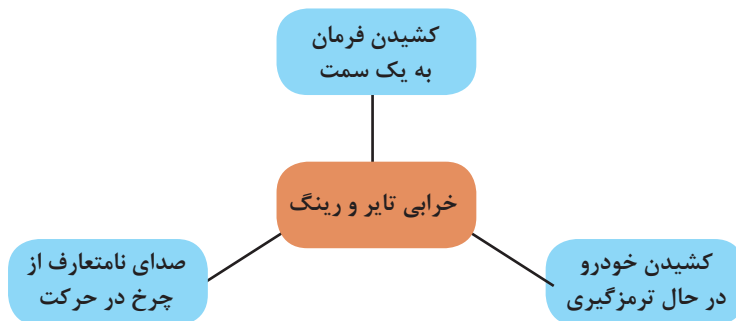 کشیدن فرمان
به یک سمت
خرابی تایر و رینگ
کشیدن خودرو
در حال ترمزگیری
صدای نامتعارف از
چرخ در حرکت